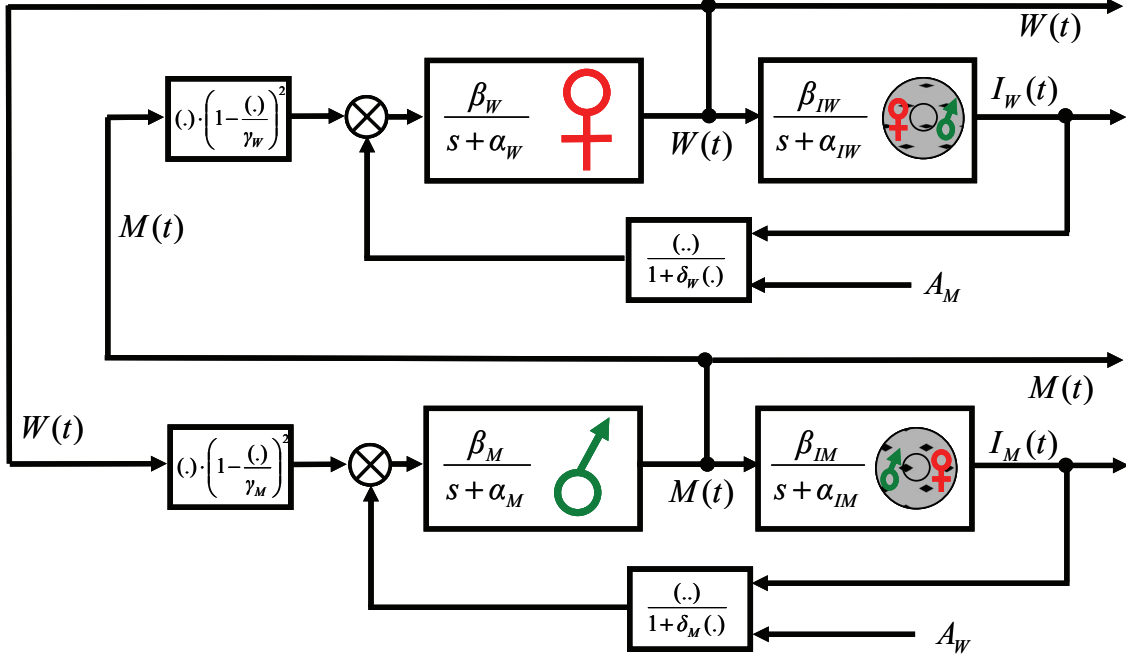 W(t)
(.)·(1−(.)/γ_W)²
β_W
s+α_W
W(t)
β_IW
s+α_IW
I_W(t)
M(t)
(..)
1+δ_W(.)
A_M
M(t)
W(t)
(.)·(1−(.)/γ_M)²
β_M
s+α_M
M(t)
β_IM
s+α_IM
I_M(t)
(..)
1+δ_M(.)
A_W